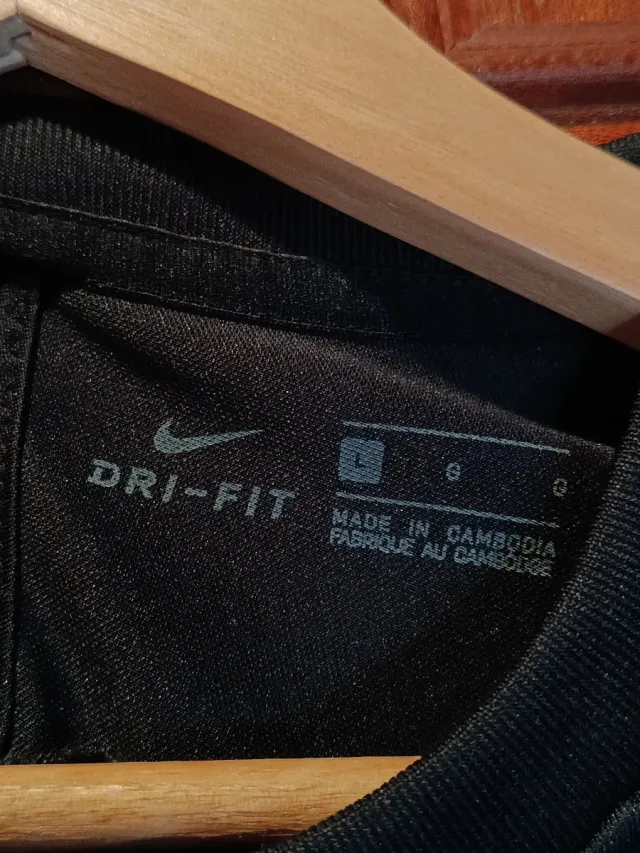 DRI-FIT
L G G
MADE IN CAMBODIA
FABRIQUE AU CAMBODGE